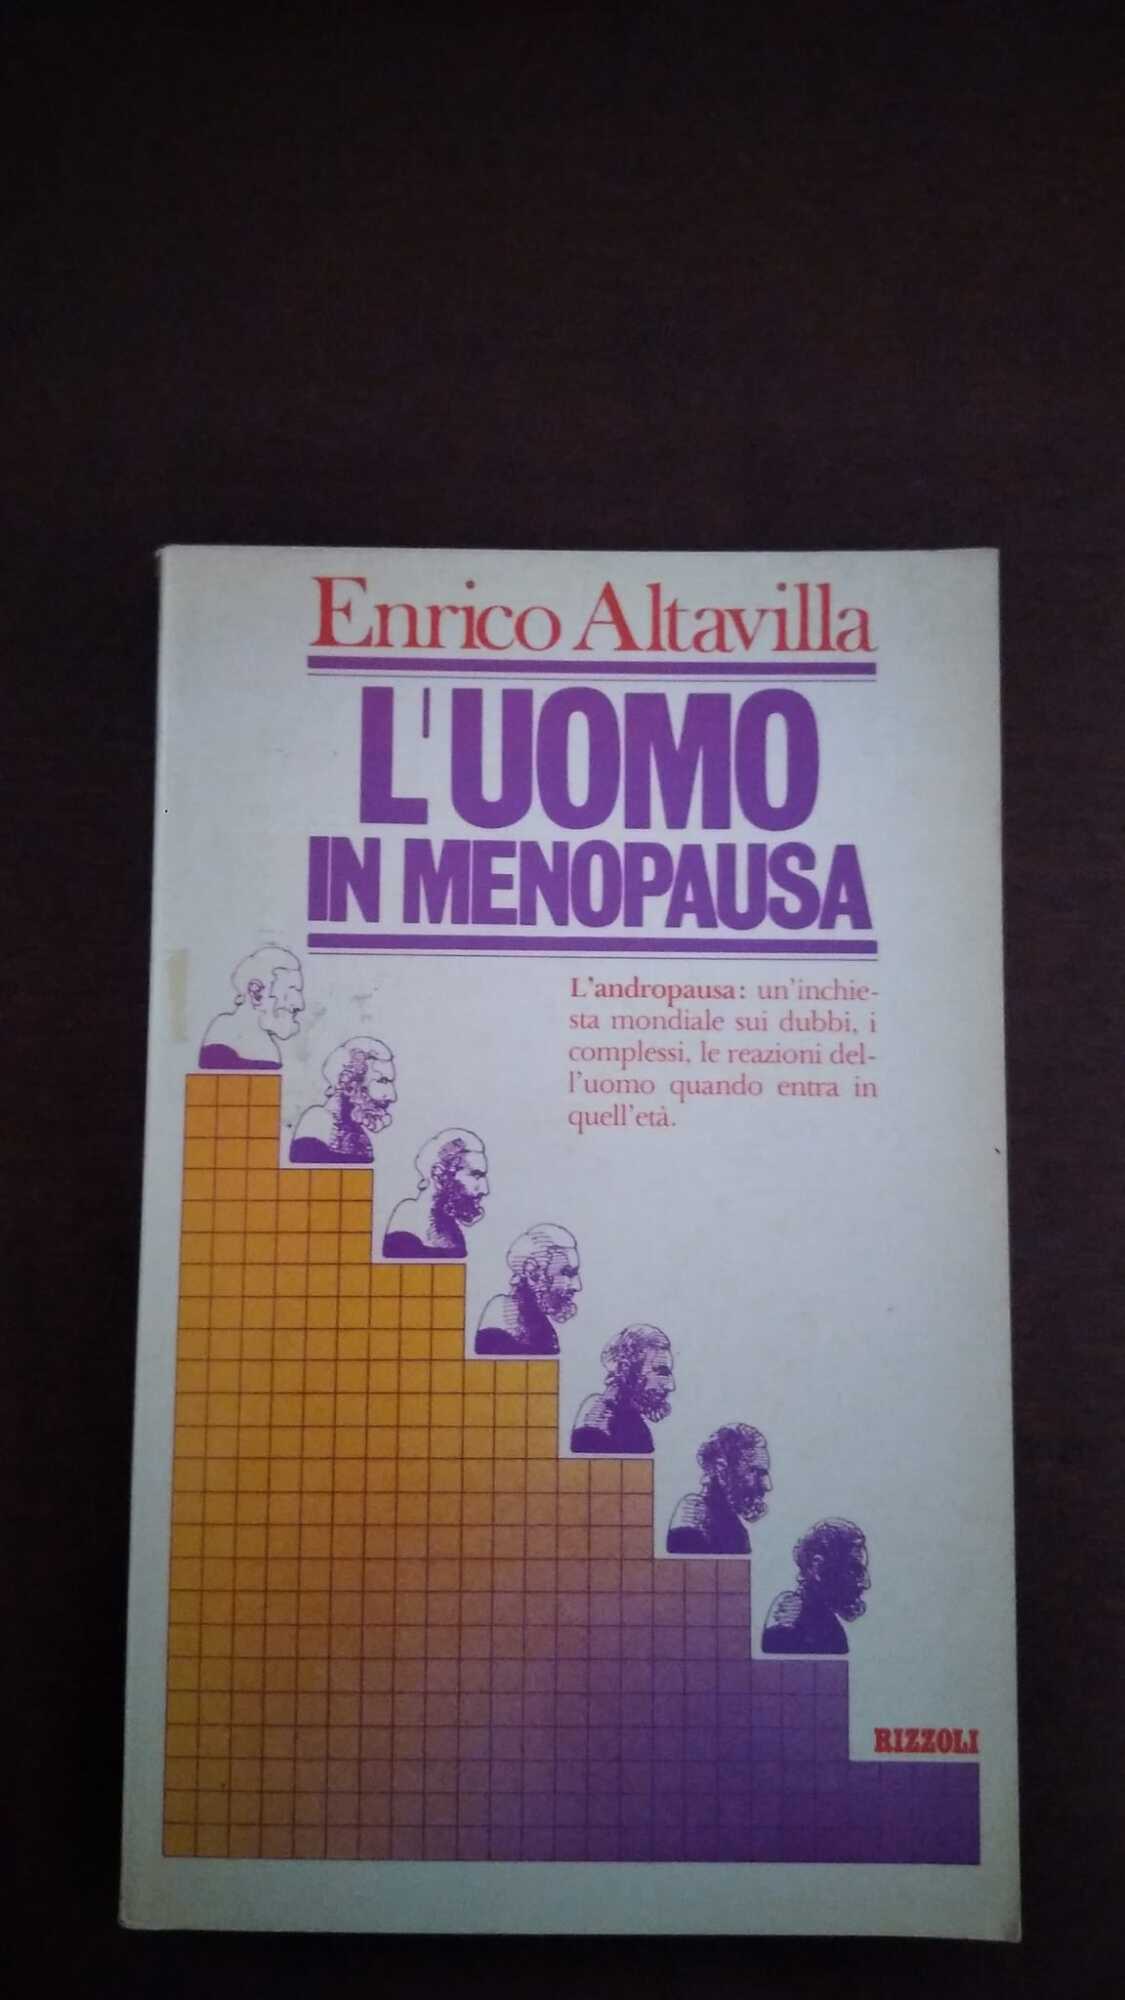 Enrico Altavilla
L'UOMO
IN MENOPAUSA
L'andropausa: un'inchie-
sta mondiale sui dubbi, i
complessi, le reazioni del-
l'uomo quando entra in
quell'età.
RIZZOLI